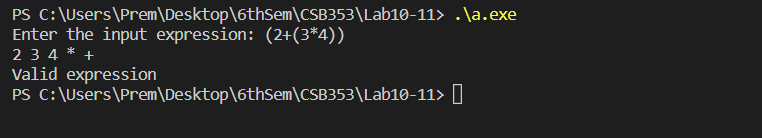 PS C:\Users\Prem\Desktop\6thSem\CSB353\Lab10-11> .\a.exe
Enter the input expression: (2+(3*4))
2 3 4 * +
Valid expression
PS C:\Users\Prem\Desktop\6thSem\CSB353\Lab10-11>